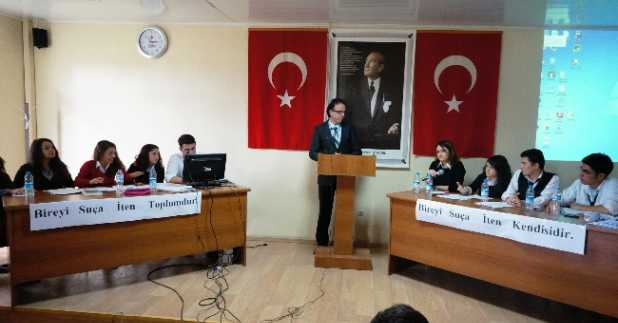 Bireyi Suça İten Toplumdur.
Bireyi Suça İten Kendisidir.